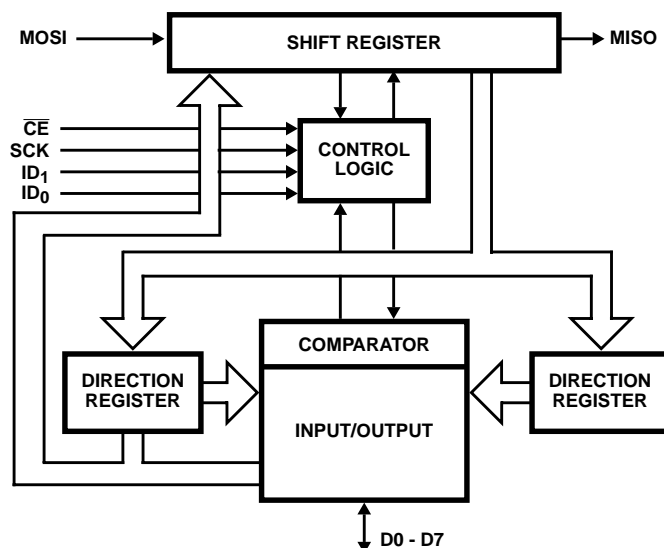 MOSI
SHIFT REGISTER
MISO
CE
SCK
ID1
ID0
CONTROL
LOGIC
COMPARATOR
DIRECTION
REGISTER
INPUT/OUTPUT
DIRECTION
REGISTER
D0 - D7